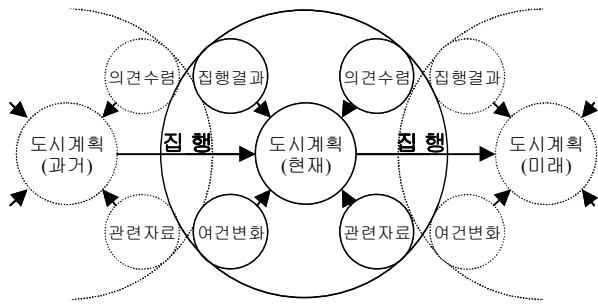 의견수렴
집행결과
의견수렴
집행결과
집 행
집 행
도시계획
(과거)
도시계획
(현재)
도시계획
(미래)
관련자료
여건변화
관련자료
여건변화